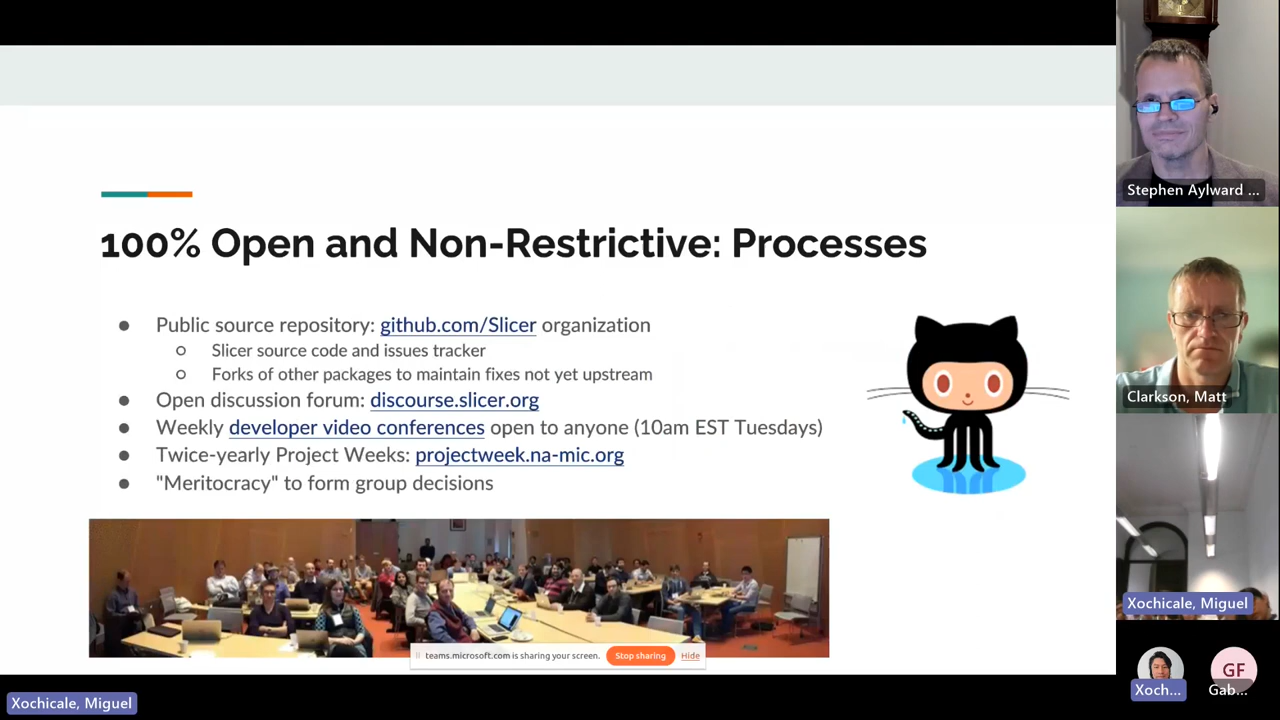 100% Open and Non-Restrictive: Processes
● Public source repository: github.com/Slicer organization
○ Slicer source code and issues tracker
○ Forks of other packages to maintain fixes not yet upstream
● Open discussion forum: discourse.slicer.org
● Weekly developer video conferences open to anyone (10am EST Tuesdays)
● Twice-yearly Project Weeks: projectweek.na-mic.org
● "Meritocracy" to form group decisions
teams.microsoft.com is sharing your screen. Stop sharing Hide
Xochicale, Miguel
Stephen Aylward ...
Clarkson, Matt
Xochicale, Miguel
Xoch...
GF
Gab...